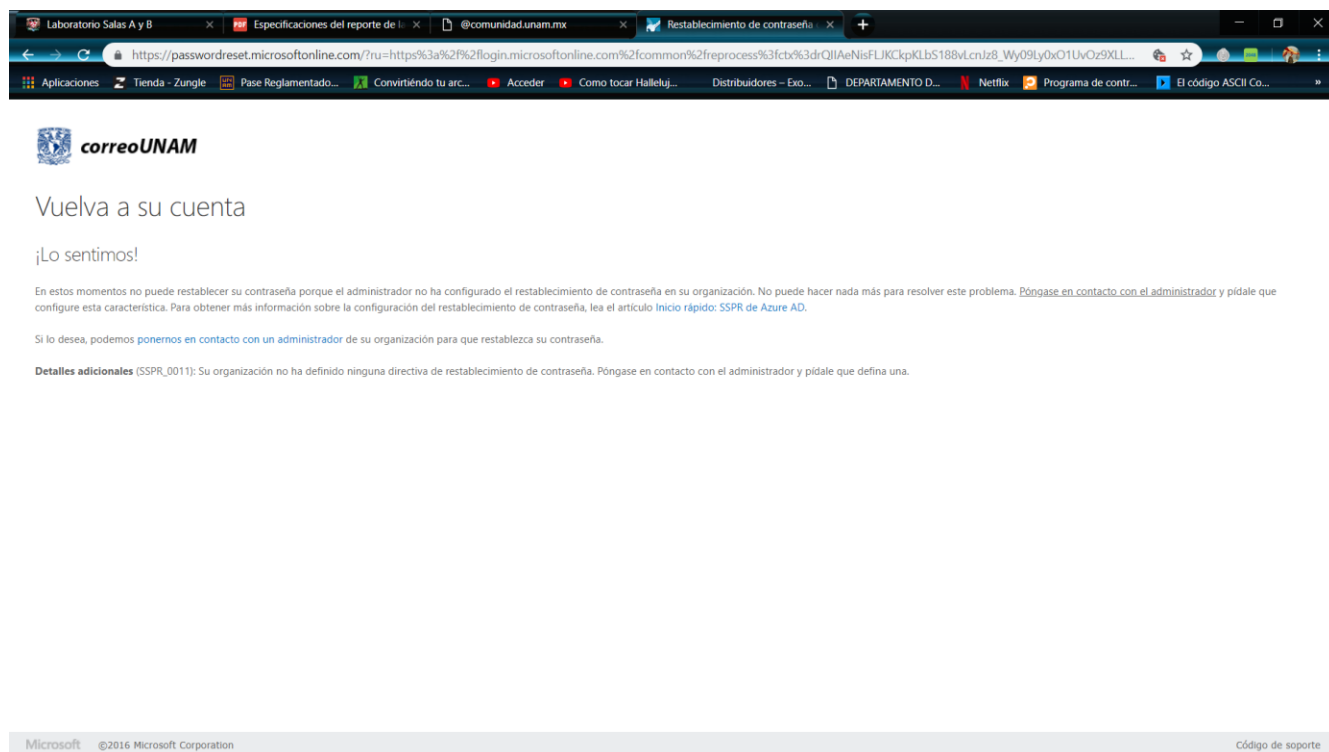 Laboratorio Salas A y B
Especificaciones del reporte de la
@comunidad.unam.mx
Restablecimiento de contraseña
https://passwordreset.microsoftonline.com/?ru=https%3a%2f%2flogin.microsoftonline.com%2fcommon%2freprocess%3fctx%3d
Aplicaciones
Tienda - Zungle
Pase Reglamentado...
Convirtiéndo tu arc...
Acceder
Como tocar Halleluj...
Distribuidores – Exo...
DEPARTAMENTO D...
Netflix
Programa de contr...
El código ASCII Co...
»
correoUNAM
Vuelva a su cuenta
¡Lo sentimos!
En estos momentos no puede restablecer su contraseña porque el administrador no ha configurado el restablecimiento de contraseña en su organización. No puede hacer nada más para resolver este problema. Póngase en contacto con el administrador y pídale que
configure esta característica. Para obtener más información sobre la configuración del restablecimiento de contraseña, lea el artículo Inicio rápido: SSPR de Azure AD.
Si lo desea, podemos ponernos en contacto con un administrador de su organización para que restablezca su contraseña.
Detalles adicionales (SSPR_0011): Su organización no ha definido ninguna directiva de restablecimiento de contraseña. Póngase en contacto con el administrador y pídale que defina una.
Microsoft ©2016 Microsoft Corporation
Código de soporte